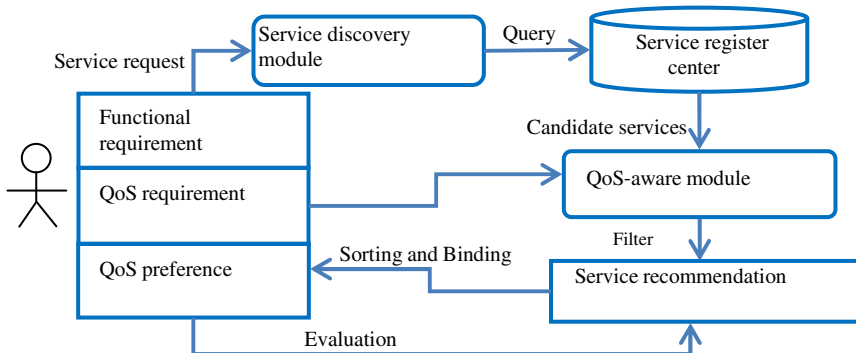 Service discovery
module
Query
Service register
center
Service request
Functional
requirement
Candidate services
QoS requirement
QoS-aware module
Filter
QoS preference
Sorting and Binding
Service recommendation
Evaluation